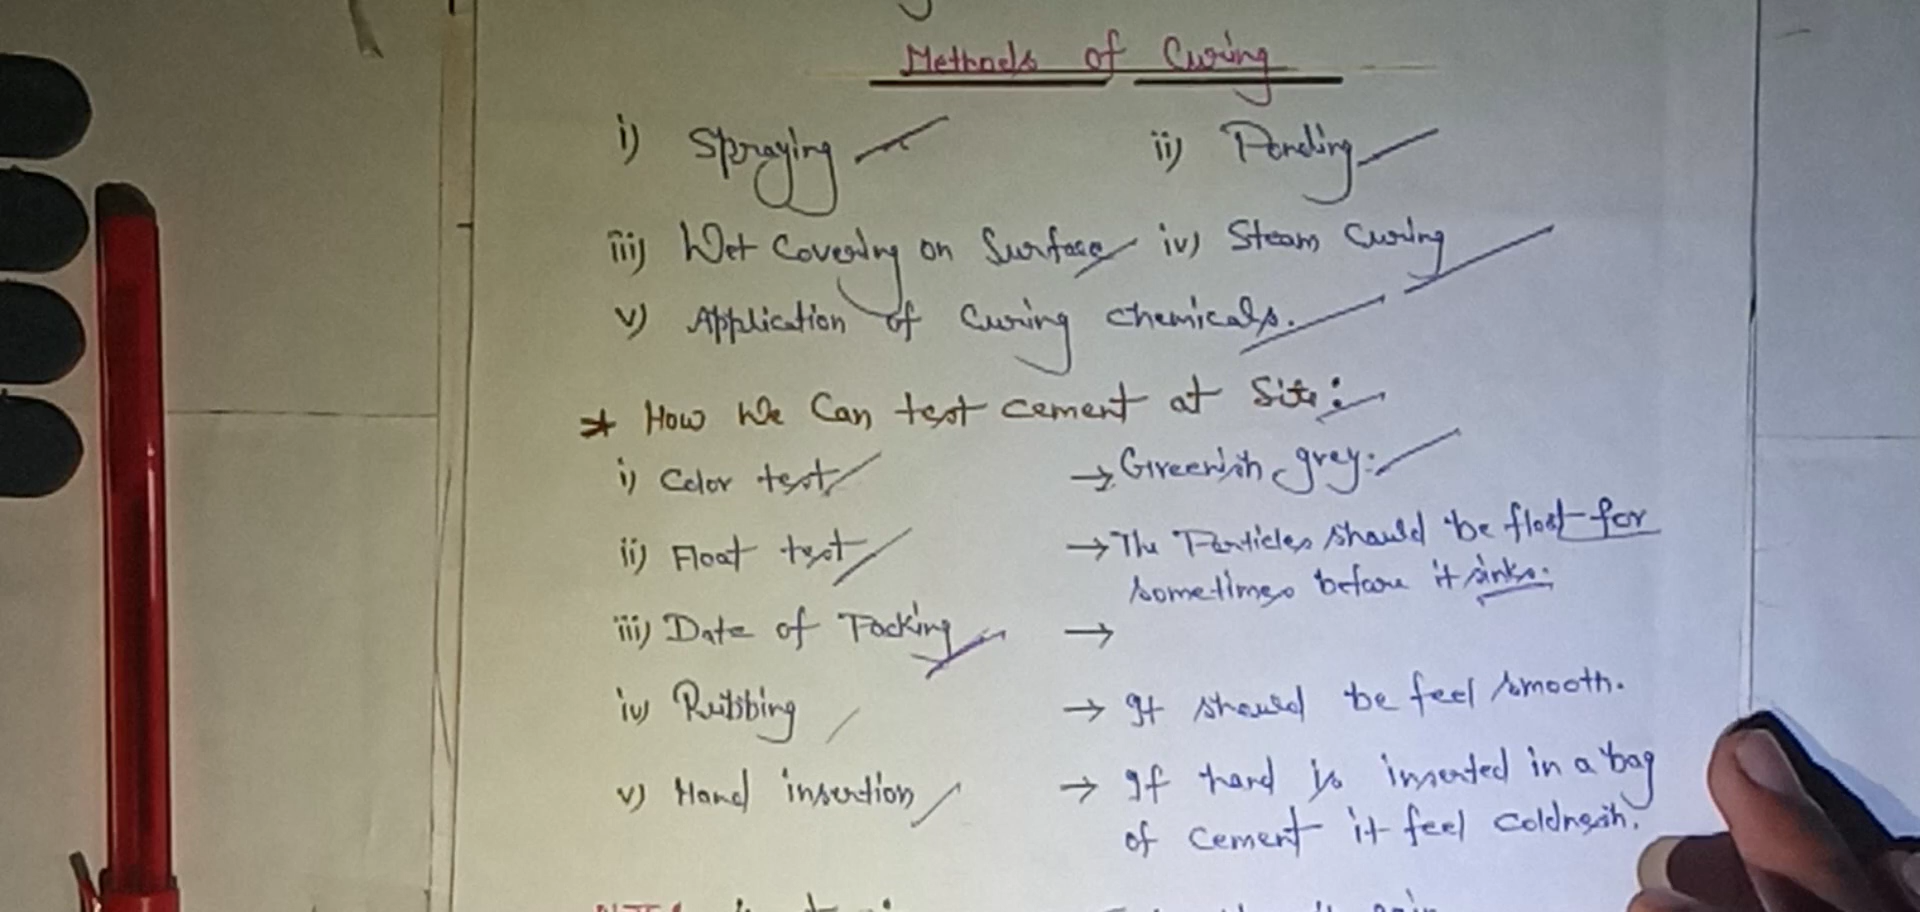 Methods of Curing
i) Spraying ii) Ponding
iii) Wet Covering on Surface iv) Steam Curing
v) Application of Curing chemicals.
* How We Can test cement at Site:
i) Color test → Greenish grey.
ii) Float test → The Particles should be float for
sometimes before it sinks.
iii) Date of Packing →
iv) Rubbing → It should be feel smooth.
v) Hand insertion → If hand is inserted in a bag
of cement it feel coldnesh.